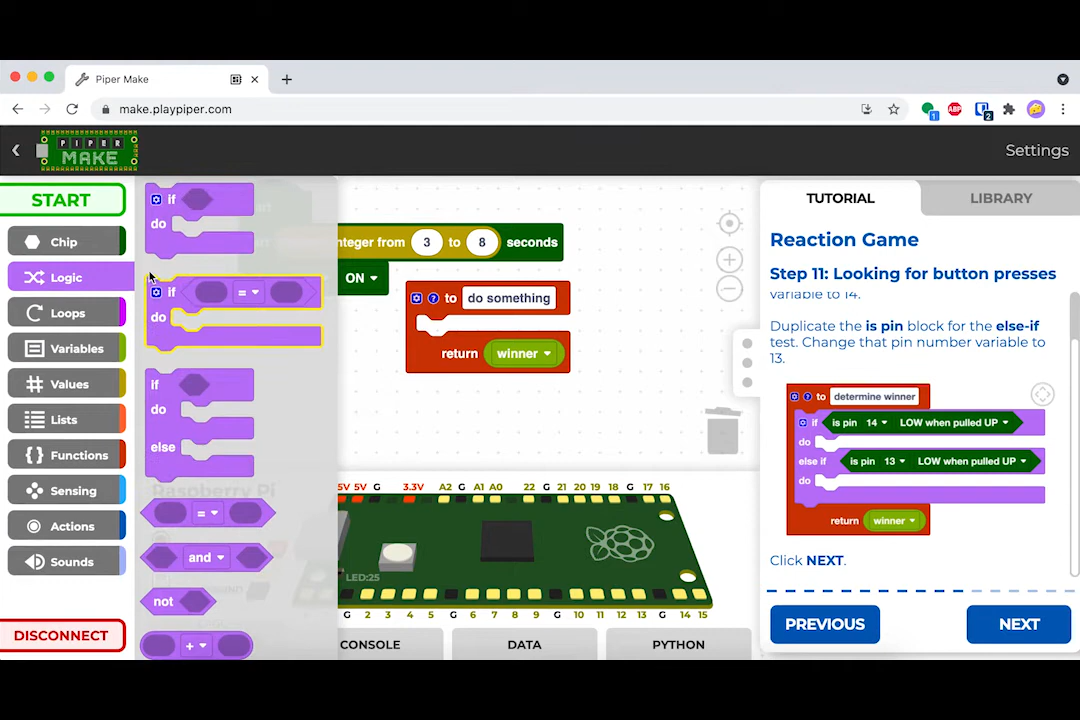 Piper Make
make.playpiper.com
1
2
PIPER
MAKE
Settings
START
Chip
Logic
Loops
Variables
Values
Lists
Functions
Sensing
Actions
Sounds
DISCONNECT
if
do
if =
do
if
do
else
=
and
not
+
nteger from 3 to 8 seconds
ON
to do something
return winner
Raspberry Pi
5V 5V G 3.3V A2 G A1 A0 22 G 21 20 19 18 G 17 16
LED:25
G 2 3 4 5 G 6 7 8 9 G 10 11 12 13 G 14 15
CONSOLE
DATA
PYTHON
TUTORIAL
LIBRARY
Reaction Game
Step 11: Looking for button presses
variable to 14.
Duplicate the is pin block for the else-if
test. Change that pin number variable to
13.
to determine winner
if is pin 14 LOW when pulled UP
do
else if is pin 13 LOW when pulled UP
do
return winner
Click NEXT.
PREVIOUS
NEXT